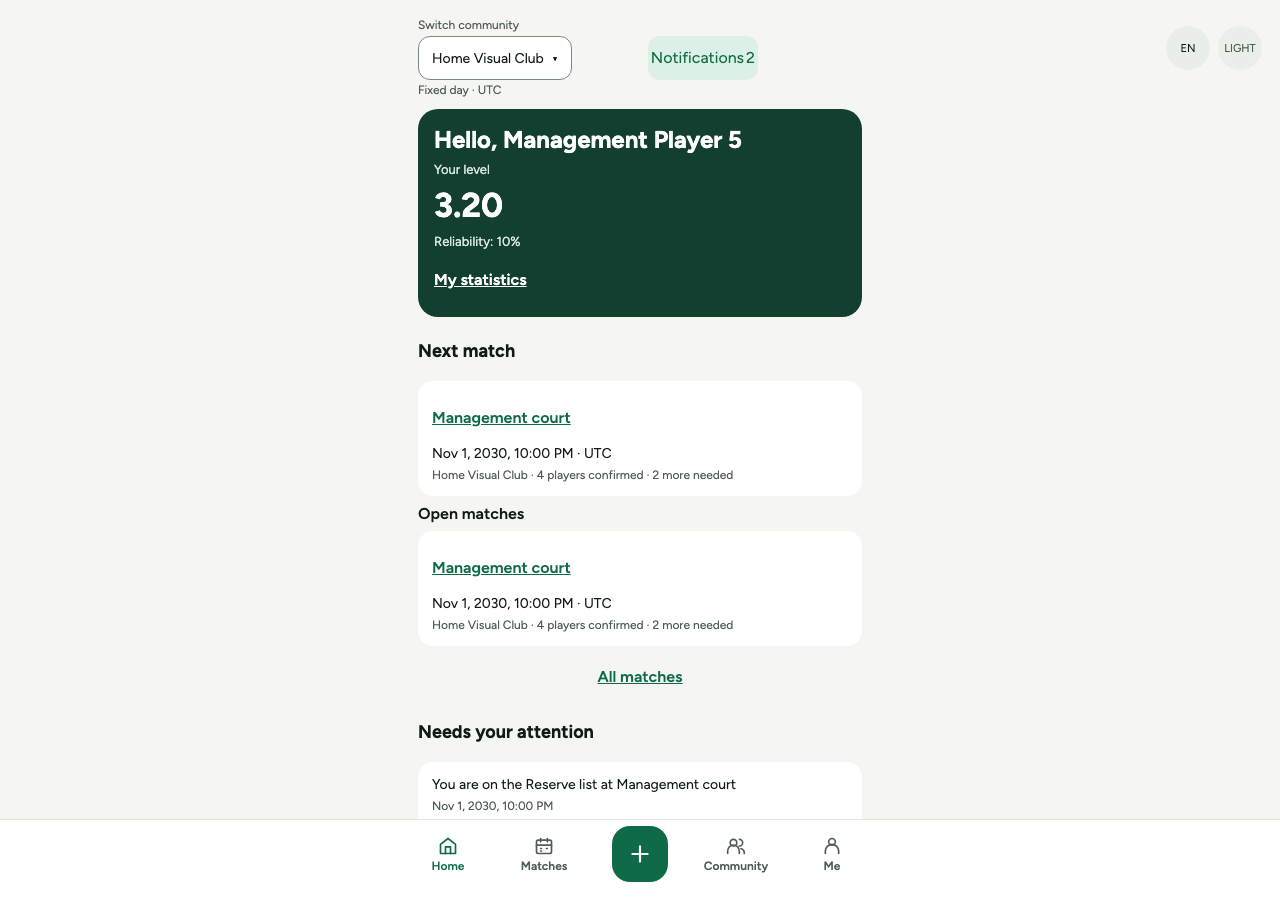 Switch community
Home Visual Club ▾
Notifications 2
EN
LIGHT
Fixed day · UTC
Hello, Management Player 5
Your level
3.20
Reliability: 10%
My statistics
Next match
Management court
Nov 1, 2030, 10:00 PM · UTC
Home Visual Club · 4 players confirmed · 2 more needed
Open matches
Management court
Nov 1, 2030, 10:00 PM · UTC
Home Visual Club · 4 players confirmed · 2 more needed
All matches
Needs your attention
You are on the Reserve list at Management court
Nov 1, 2030, 10:00 PM
Home
Matches
Community
Me